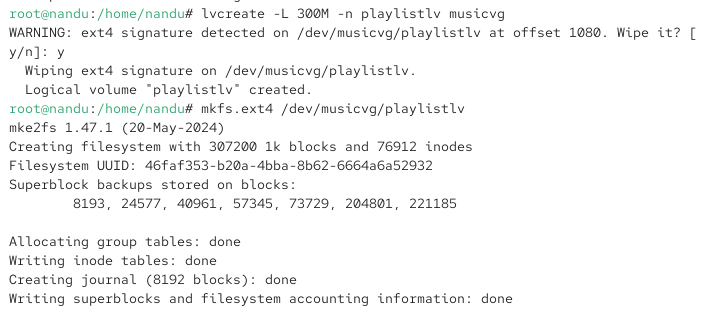 root@nandu:/home/nandu# lvcreate -L 300M -n playlistlv musicvg
WARNING: ext4 signature detected on /dev/musicvg/playlistlv at offset 1080. Wipe it? [
y/n]: y
  Wiping ext4 signature on /dev/musicvg/playlistlv.
  Logical volume "playlistlv" created.
root@nandu:/home/nandu# mkfs.ext4 /dev/musicvg/playlistlv
mke2fs 1.47.1 (20-May-2024)
Creating filesystem with 307200 1k blocks and 76912 inodes
Filesystem UUID: 46faf353-b20a-4bba-8b62-6664a6a52932
Superblock backups stored on blocks:
        8193, 24577, 40961, 57345, 73729, 204801, 221185

Allocating group tables: done
Writing inode tables: done
Creating journal (8192 blocks): done
Writing superblocks and filesystem accounting information: done